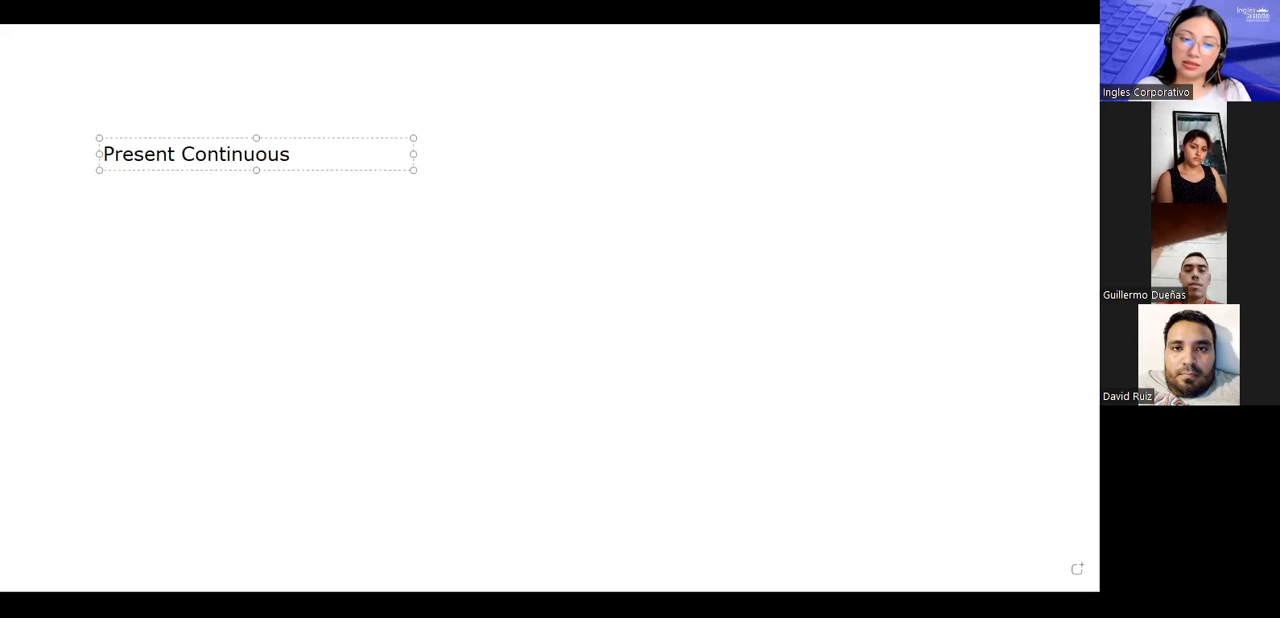 Present Continuous
Ingles Corporativo
Guillermo Dueñas
David Ruiz